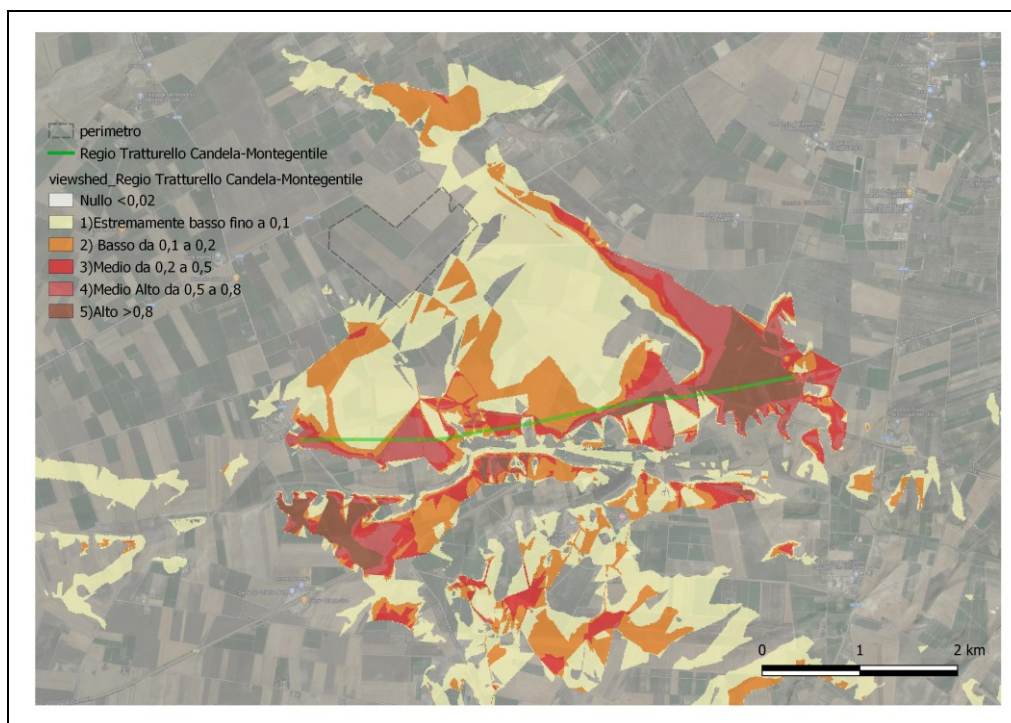 perimetro
Regio Tratturello Candela-Montegentile
viewshed_Regio Tratturello Candela-Montegentile
Nullo <0,02
1)Estremamente basso fino a 0,1
2) Basso da 0,1 a 0,2
3)Medio da 0,2 a 0,5
4)Medio Alto da 0,5 a 0,8
5)Alto >0,8
0 1 2 km